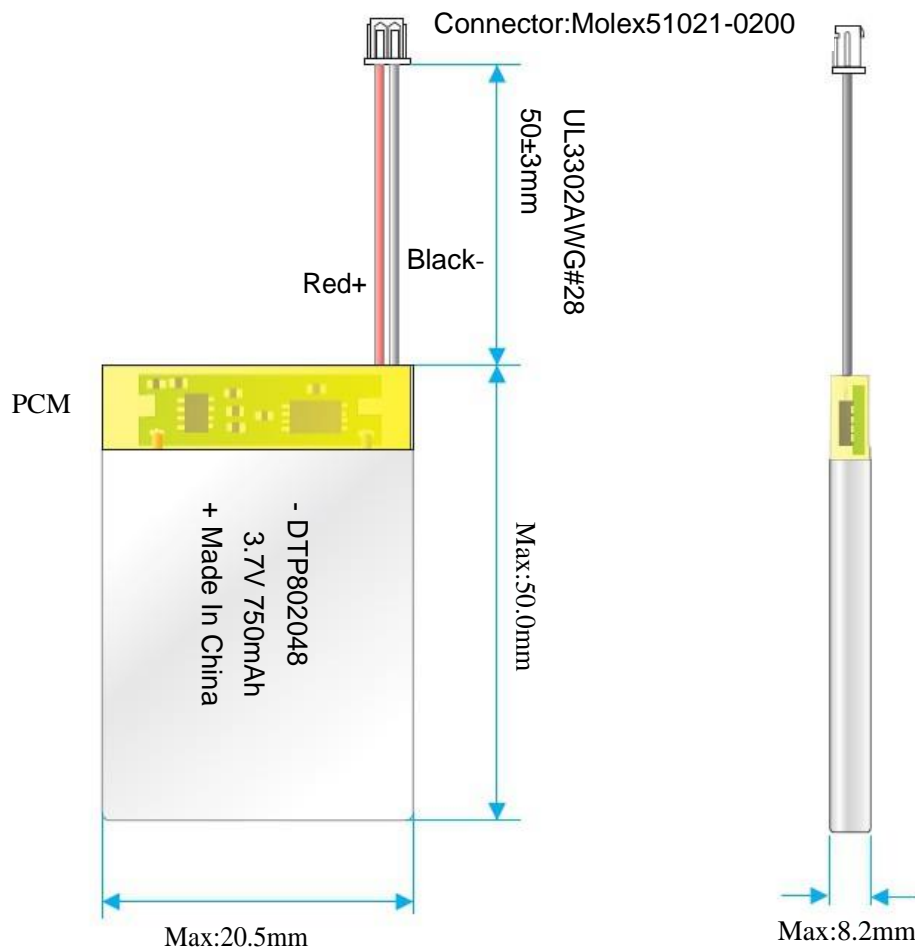 Connector:Molex51021-0200
UL3302AWG#28
50±3mm
Black-
Red+
PCM
- DTP802048
3.7V 750mAh
+ Made In China
Max:50.0mm
Max:20.5mm
Max:8.2mm